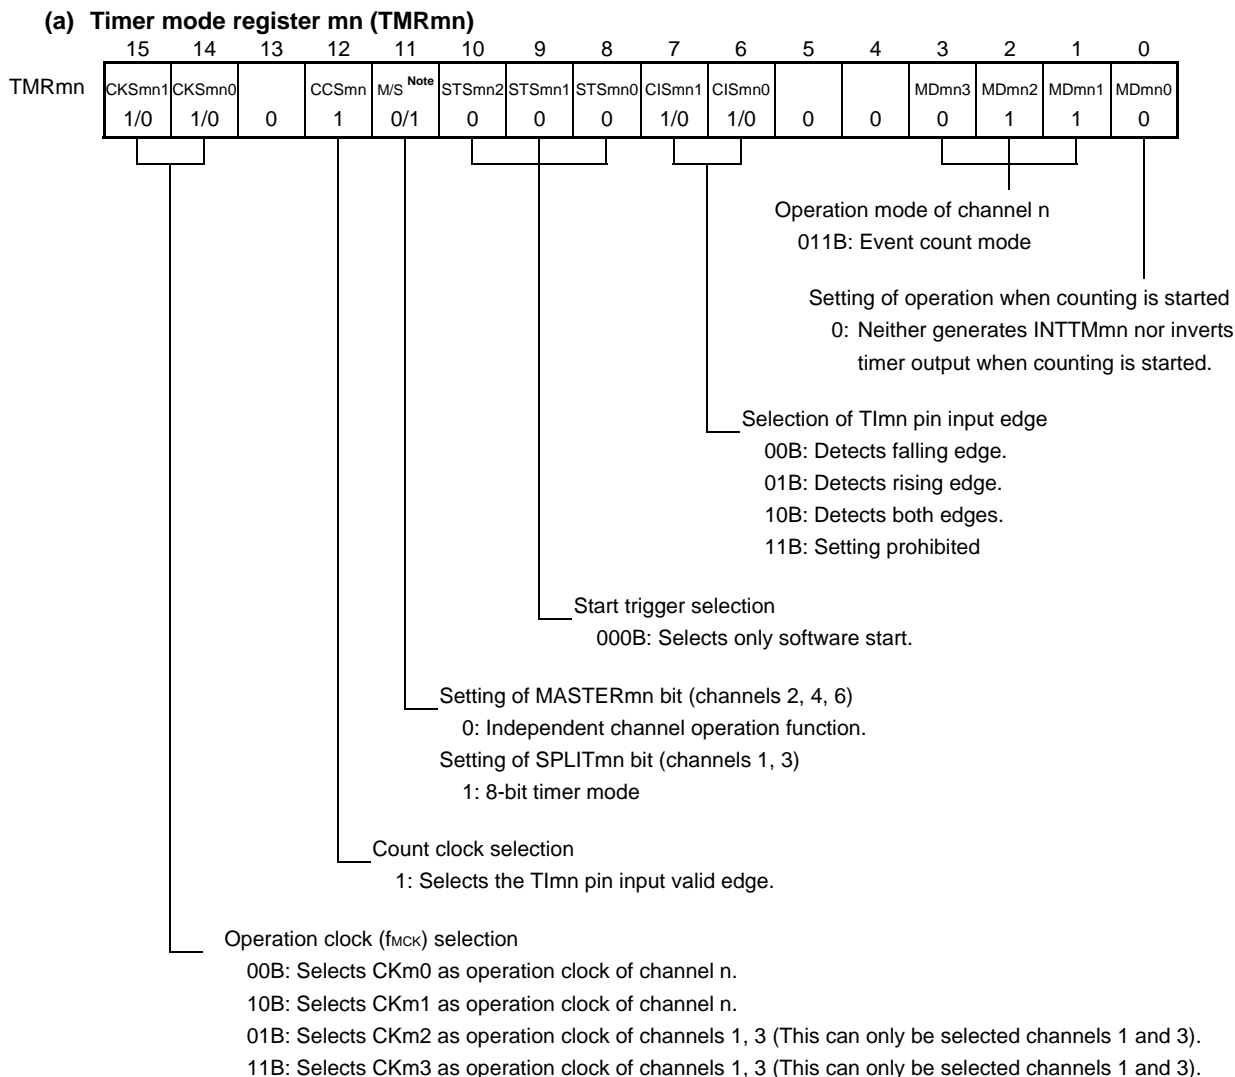 (a) Timer mode register mn (TMRmn)
15 14 13 12 11 10 9 8 7 6 5 4 3 2 1 0
TMRmn CKSmn1 CKSmn0 CCSmn M/S Note STSmn2 STSmn1 STSmn0 CISmn1 CISmn0 MDmn3 MDmn2 MDmn1 MDmn0
1/0 1/0 0 1 0/1 0 0 0 1/0 1/0 0 0 0 1 1 0
Operation mode of channel n
011B: Event count mode
Setting of operation when counting is started
0: Neither generates INTTMmn nor inverts
timer output when counting is started.
Selection of TImn pin input edge
00B: Detects falling edge.
01B: Detects rising edge.
10B: Detects both edges.
11B: Setting prohibited
Start trigger selection
000B: Selects only software start.
Setting of MASTERmn bit (channels 2, 4, 6)
0: Independent channel operation function.
Setting of SPLITmn bit (channels 1, 3)
1: 8-bit timer mode
Count clock selection
1: Selects the TImn pin input valid edge.
Operation clock (fMCK) selection
00B: Selects CKm0 as operation clock of channel n.
10B: Selects CKm1 as operation clock of channel n.
01B: Selects CKm2 as operation clock of channels 1, 3 (This can only be selected channels 1 and 3).
11B: Selects CKm3 as operation clock of channels 1, 3 (This can only be selected channels 1 and 3).